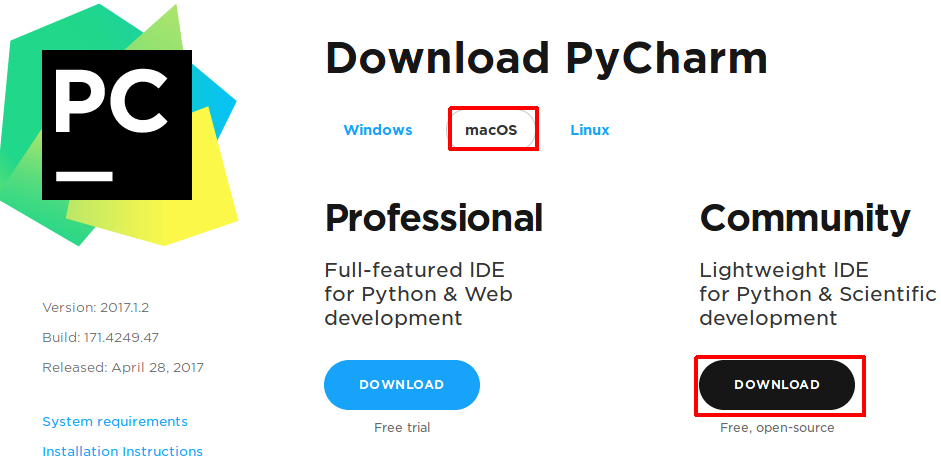 PC
Download PyCharm
Windows
macOS
Linux
Professional
Full-featured IDE
for Python & Web
development
DOWNLOAD
Free trial
Community
Lightweight IDE
for Python & Scientific
development
DOWNLOAD
Free, open-source
Version: 2017.1.2
Build: 171.4249.47
Released: April 28, 2017
System requirements
Installation Instructions